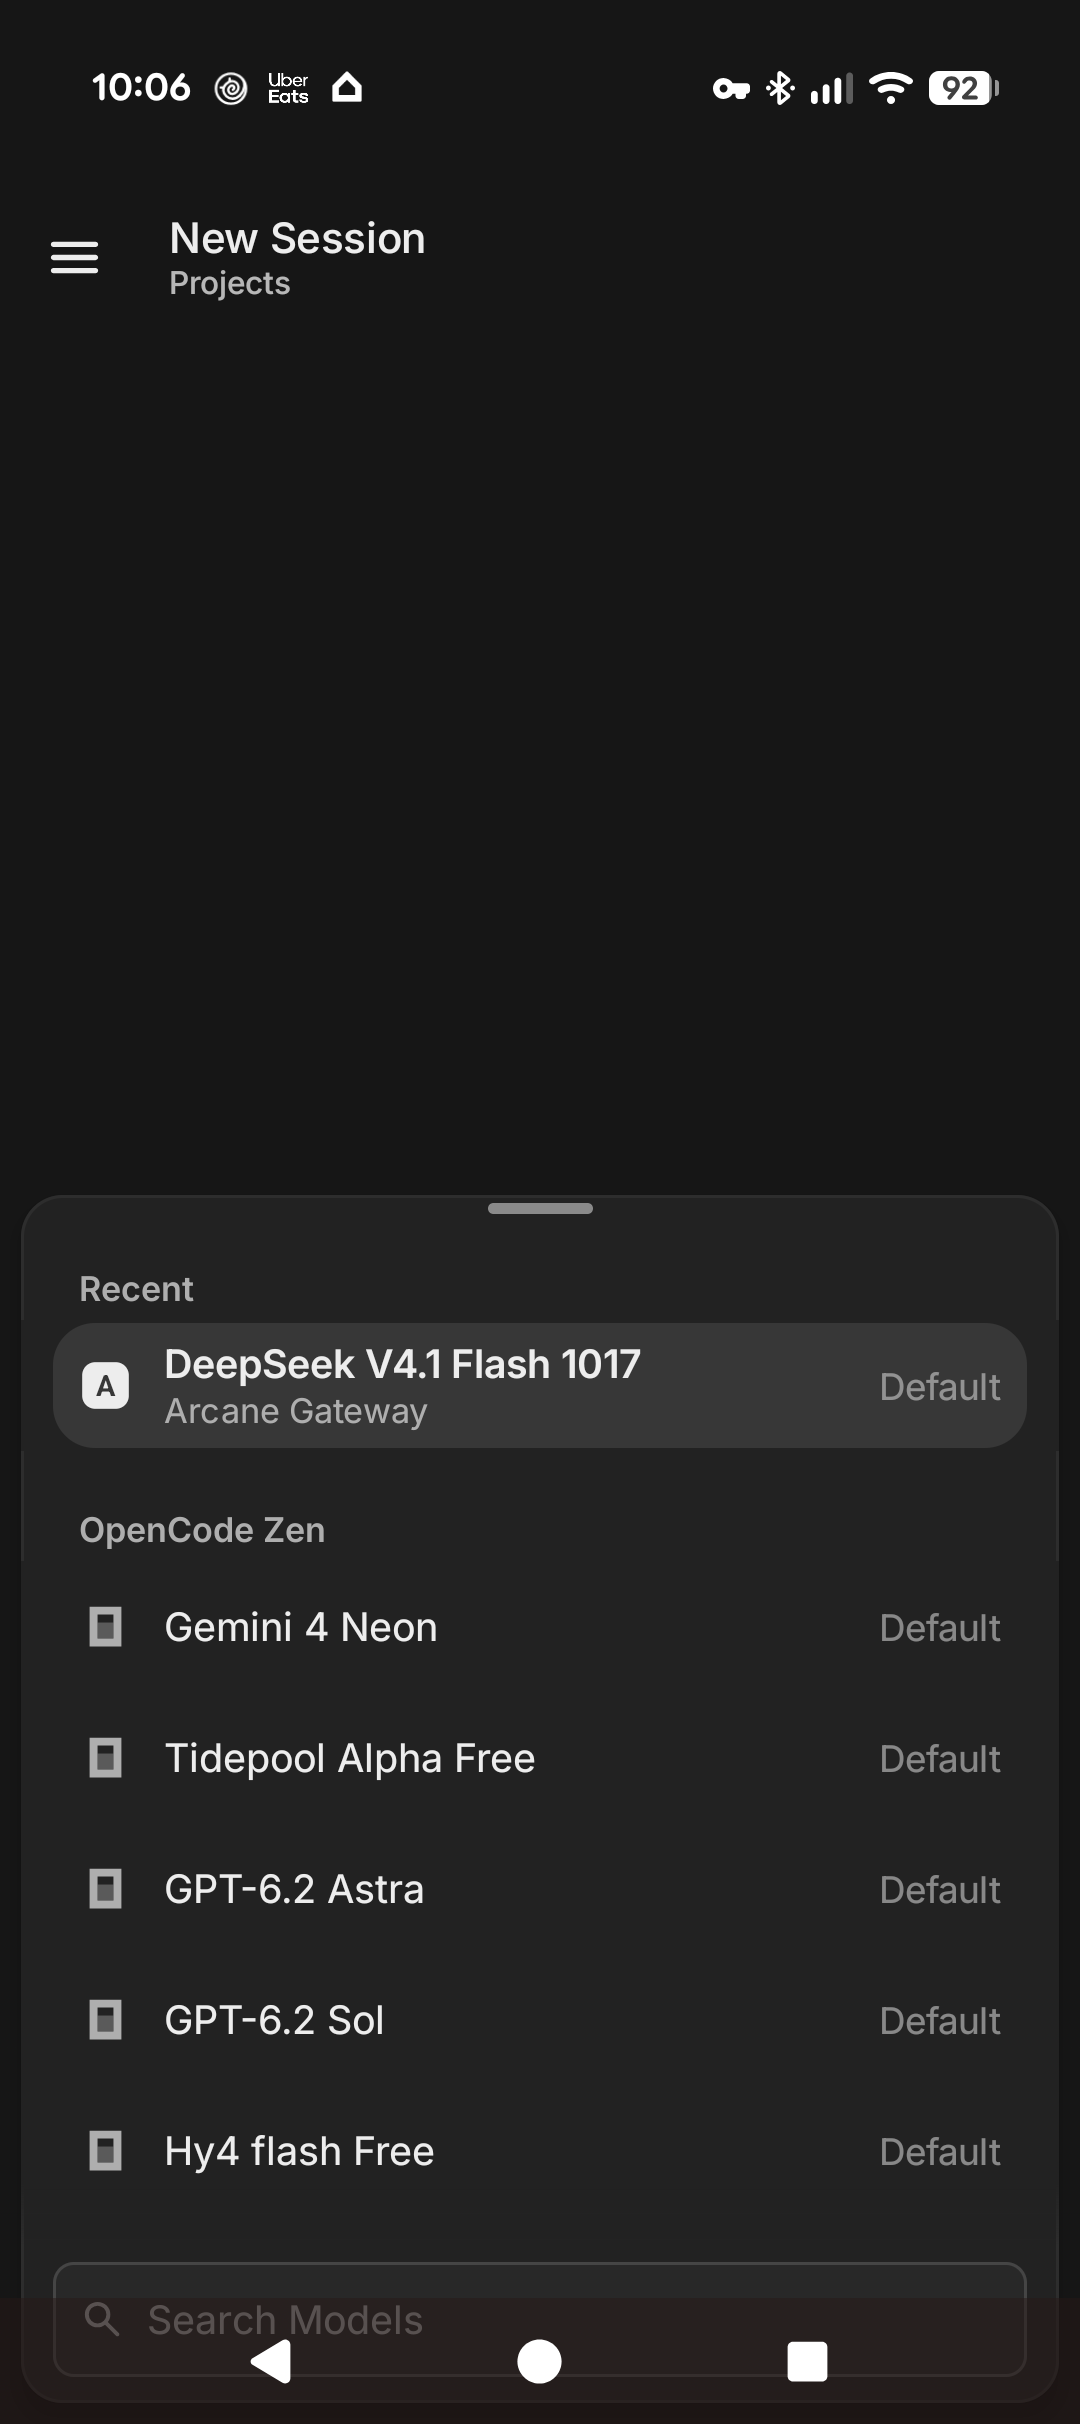 10:06
Uber
Eats
92
New Session
Projects
Recent
A
DeepSeek V4.1 Flash 1017
Default
Arcane Gateway
OpenCode Zen
Gemini 4 Neon
Default
Tidepool Alpha Free
Default
GPT-6.2 Astra
Default
GPT-6.2 Sol
Default
Hy4 flash Free
Default
Search Models